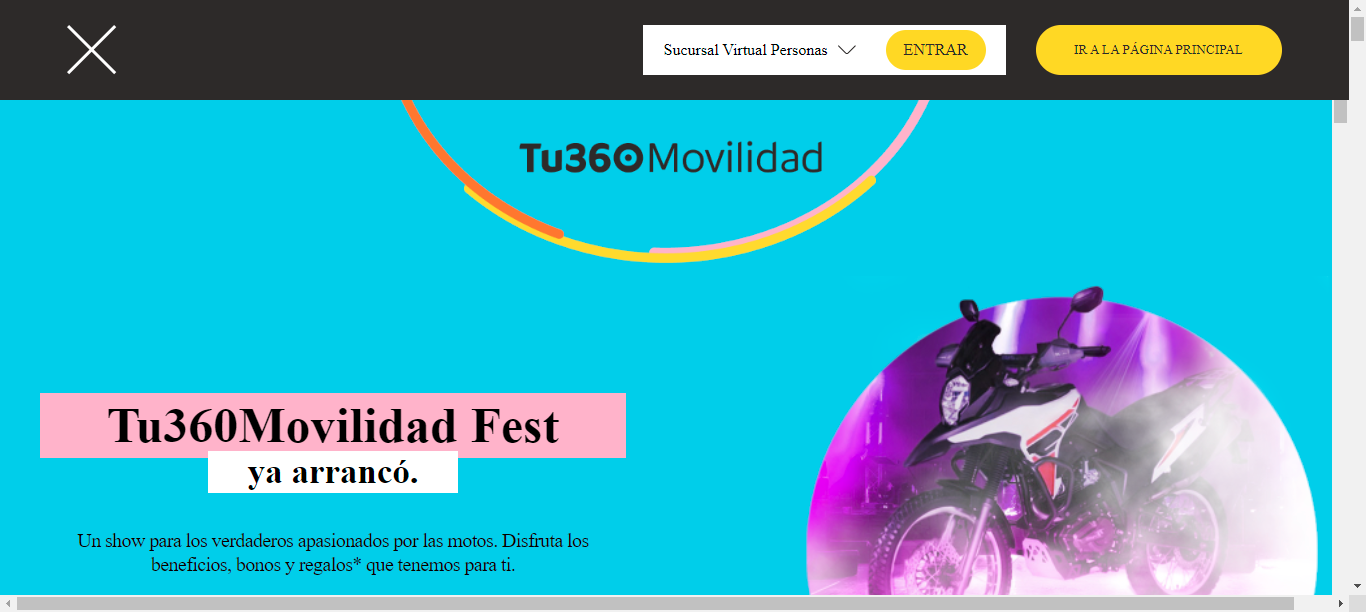 Sucursal Virtual Personas
ENTRAR
IR A LA PÁGINA PRINCIPAL
Tu360Movilidad
Tu360Movilidad Fest
ya arrancó.
Un show para los verdaderos apasionados por las motos. Disfruta los
beneficios, bonos y regalos* que tenemos para ti.